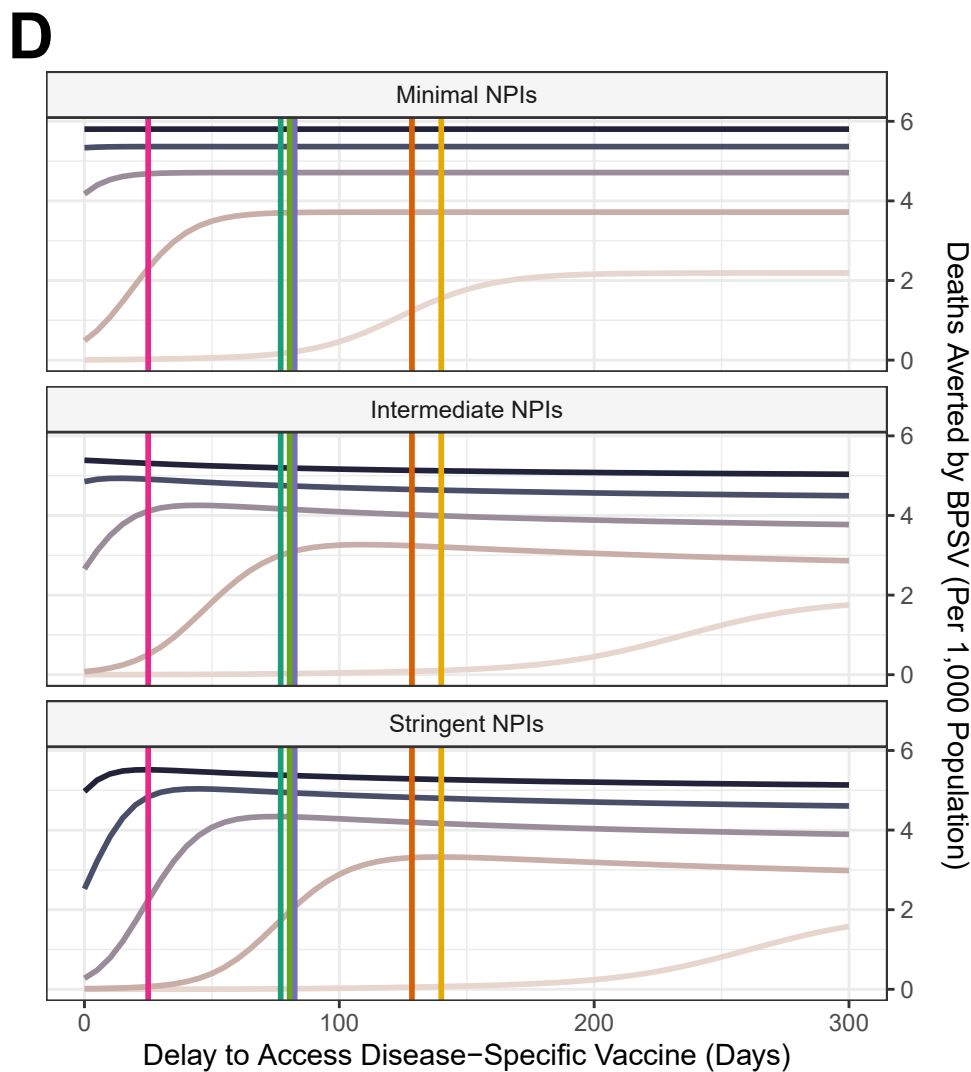 D
Minimal NPIs
6
4
2
0
Intermediate NPIs
6
4
2
0
Stringent NPIs
6
4
2
0
Deaths Averted by BPSV (Per 1,000 Population)
0 100 200 300
Delay to Access Disease−Specific Vaccine (Days)